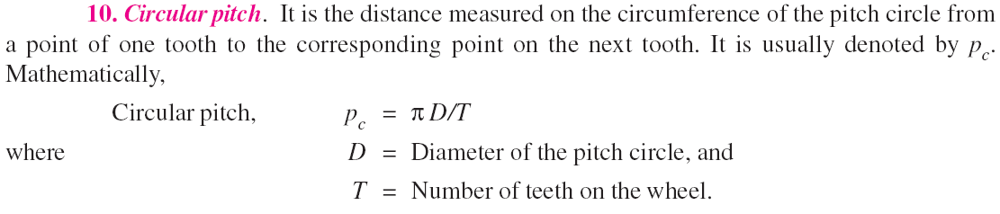 10. Circular pitch. It is the distance measured on the circumference of the pitch circle from
a point of one tooth to the corresponding point on the next tooth. It is usually denoted by p_c.
Mathematically,
Circular pitch, p_c = π D/T
where D = Diameter of the pitch circle, and
T = Number of teeth on the wheel.